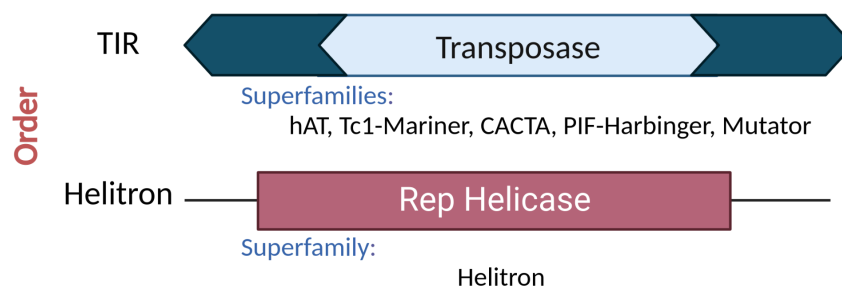 Order
TIR
Transposase
Superfamilies:
hAT, Tc1-Mariner, CACTA, PIF-Harbinger, Mutator
Helitron
Rep Helicase
Superfamily:
Helitron